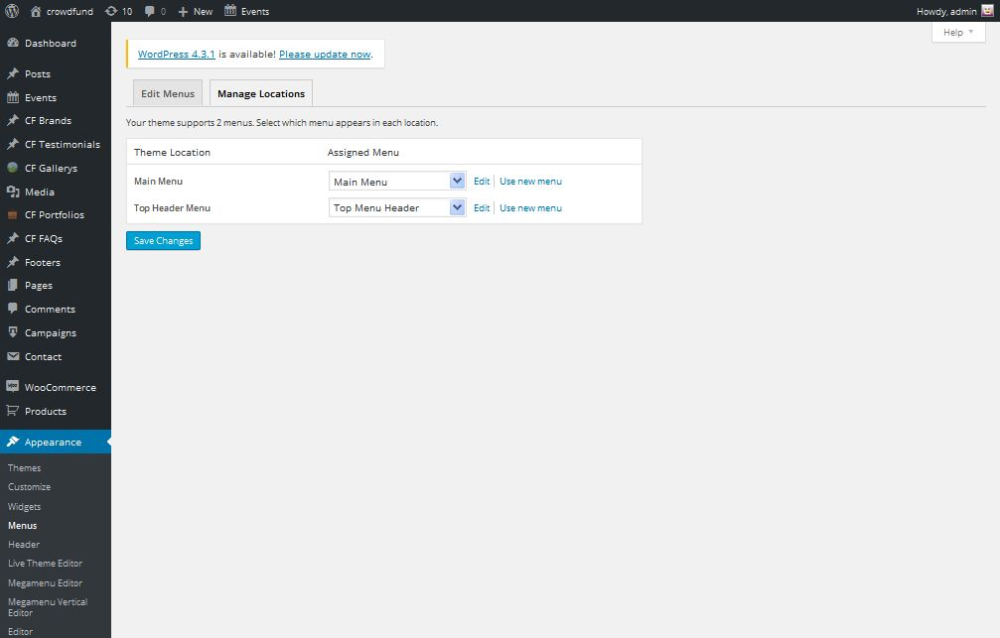 crowdfund 10 0 New Events Howdy, admin
Help
Dashboard
Posts
Events
CF Brands
CF Testimonials
CF Gallerys
Media
CF Portfolios
CF FAQs
Footers
Pages
Comments
Campaigns
Contact
WooCommerce
Products
Appearance
Themes
Customize
Widgets
Menus
Header
Live Theme Editor
Megamenu Editor
Megamenu Vertical
Editor
Editor
WordPress 4.3.1 is available! Please update now.
Edit Menus Manage Locations
Your theme supports 2 menus. Select which menu appears in each location.
Theme Location Assigned Menu
Main Menu Main Menu Edit Use new menu
Top Header Menu Top Menu Header Edit Use new menu
Save Changes